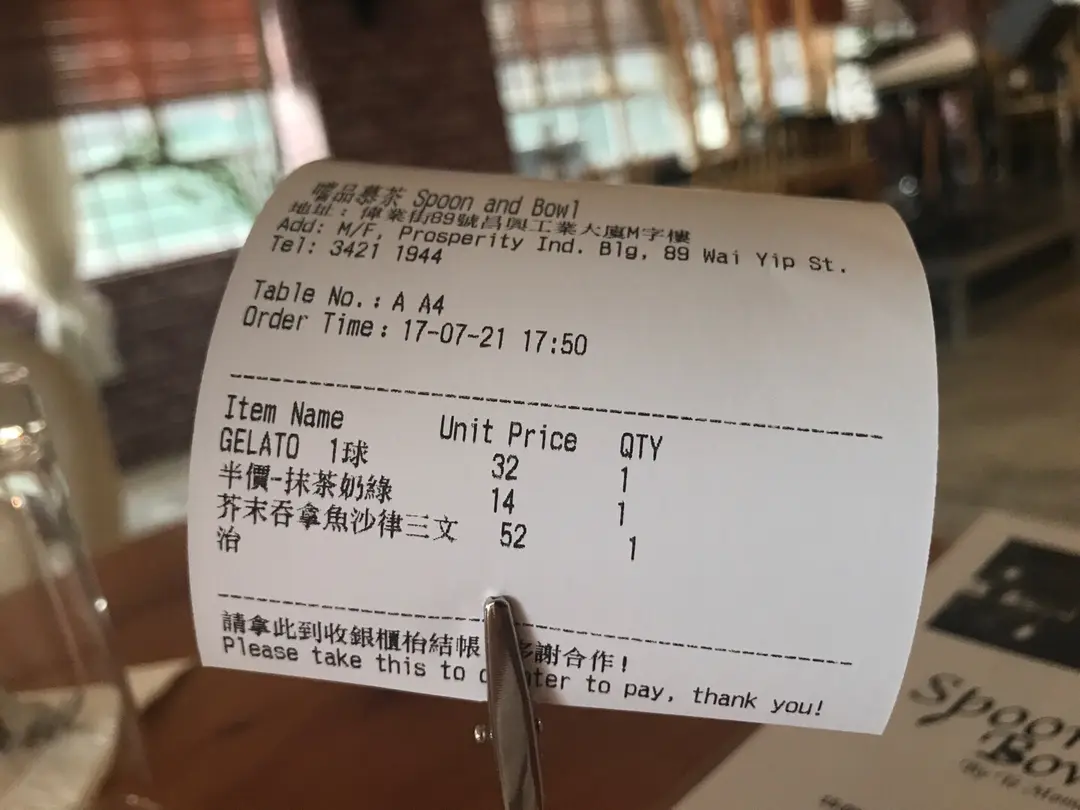 嚐品慕茶 Spoon and Bowl
地址：偉業街89號昌興工業大廈M字樓
Add: M/F, Prosperity Ind. Blg, 89 Wai Yip St.
Tel: 3421 1944
Table No.: A A4
Order Time: 17-07-21 17:50
Item Name Unit Price QTY
GELATO 1球 32 1
半價-抹茶奶綠 14 1
芥末吞拿魚沙律三文 52 1
治
請拿此到收銀櫃枱結帳 多謝合作!
Please take this to counter to pay, thank you!
Spoon
Bow